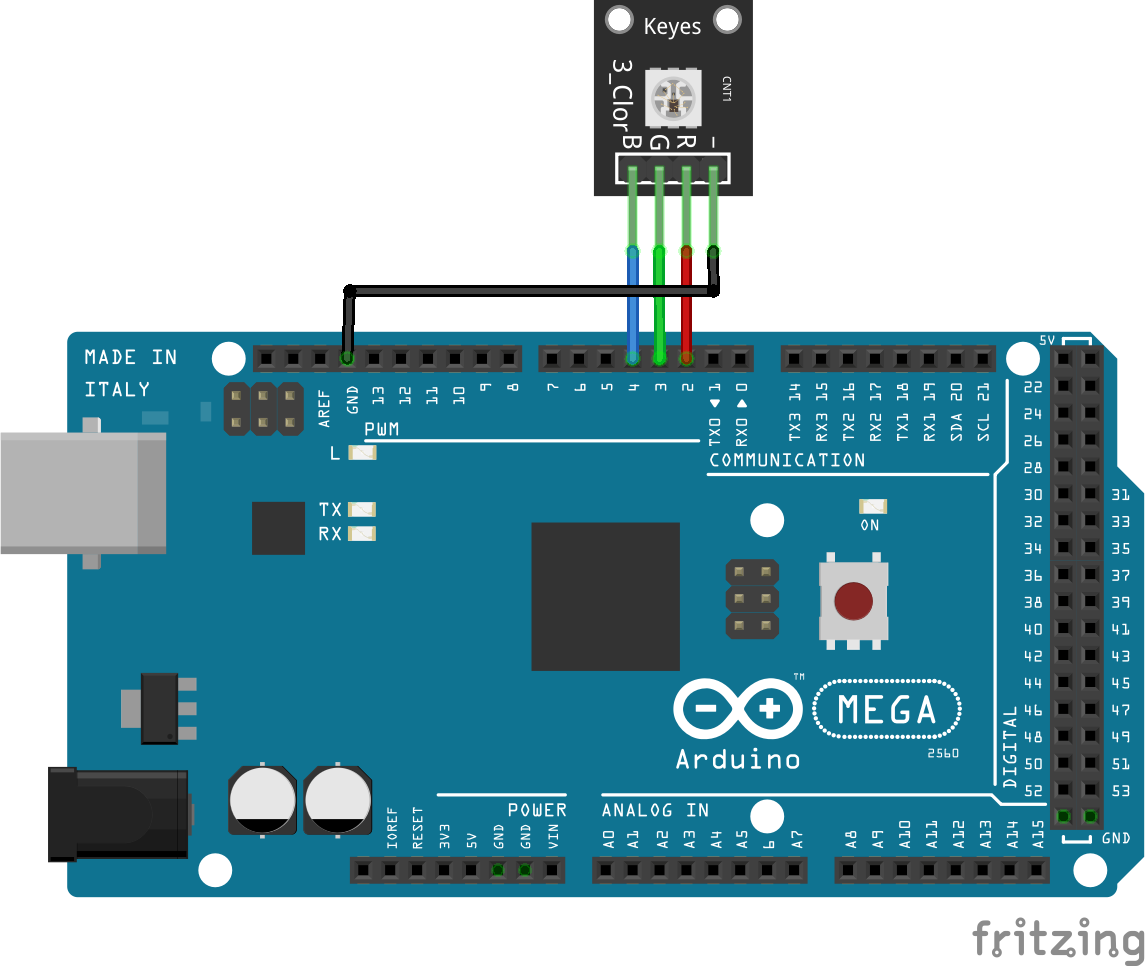 Keyes
3_Clor
CNT1
B G R -
MADE IN
ITALY
AREF GND 13 12 11 10 9 8
7 6 5 4 3 2 TX0 1 RX0 0
TX3 14 RX3 15 TX2 16 RX2 17 TX1 18 RX1 19 SDA 20 SCL 21
PWM
COMMUNICATION
L
TX
RX
ON
5V
22
24
26
28
30 31
32 33
34 35
36 37
38 39
40 41
42 43
44 45
46 47
48 49
50 51
52 53
GND
DIGITAL
TM
MEGA
Arduino
2560
POWER
ANALOG IN
IOREF RESET 3V3 5V GND GND VIN
A0 A1 A2 A3 A4 A5 6 A7
A8 A9 A10 A11 A12 A13 A14 A15
fritzing